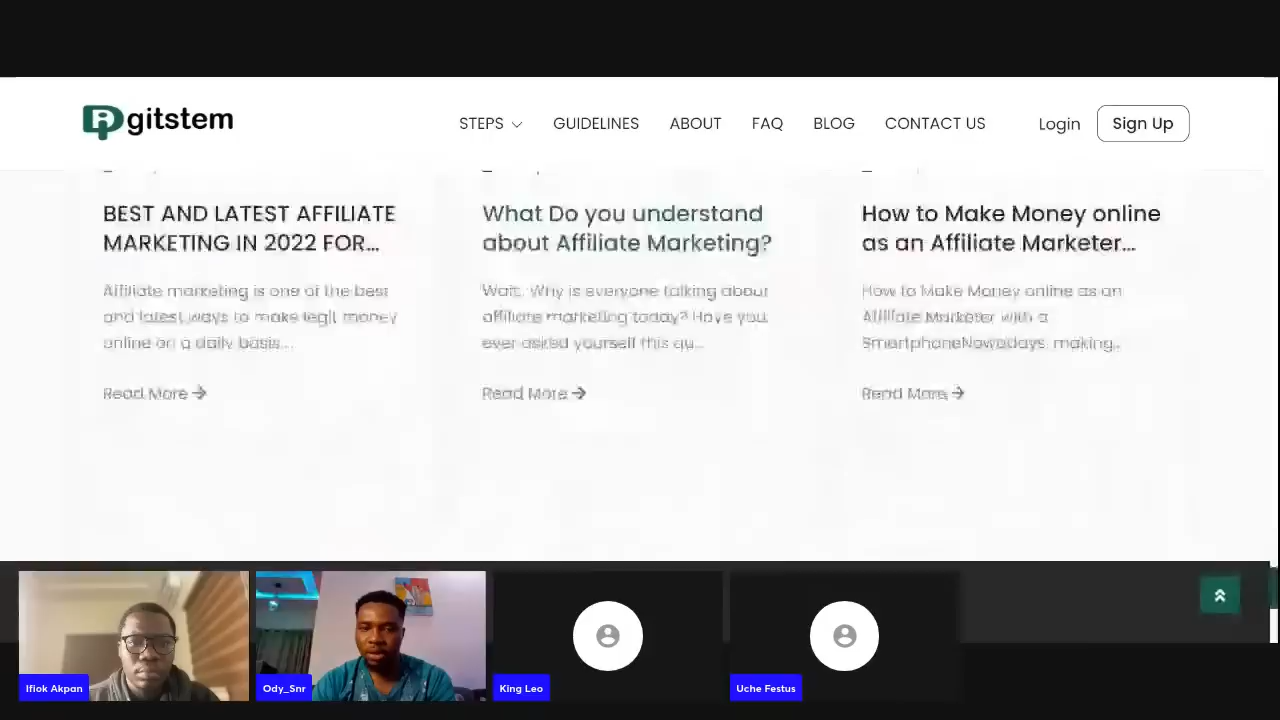 Digitstem
STEPS GUIDELINES ABOUT FAQ BLOG CONTACT US Login Sign Up
BEST AND LATEST AFFILIATE
MARKETING IN 2022 FOR...
Affiliate marketing is one of the best
and latest ways to make legit money
online on a daily basis...
Read More
What Do you understand
about Affiliate Marketing?
Wait, Why is everyone talking about
affiliate marketing today? Have you
ever asked yourself this qu...
Read More
How to Make Money online
as an Affiliate Marketer...
How to Make Money online as an
Affiliate Marketer with a
SmartphoneNowadays, making...
Read More
Ifiok Akpan
Ody_Snr
King Leo
Uche Festus